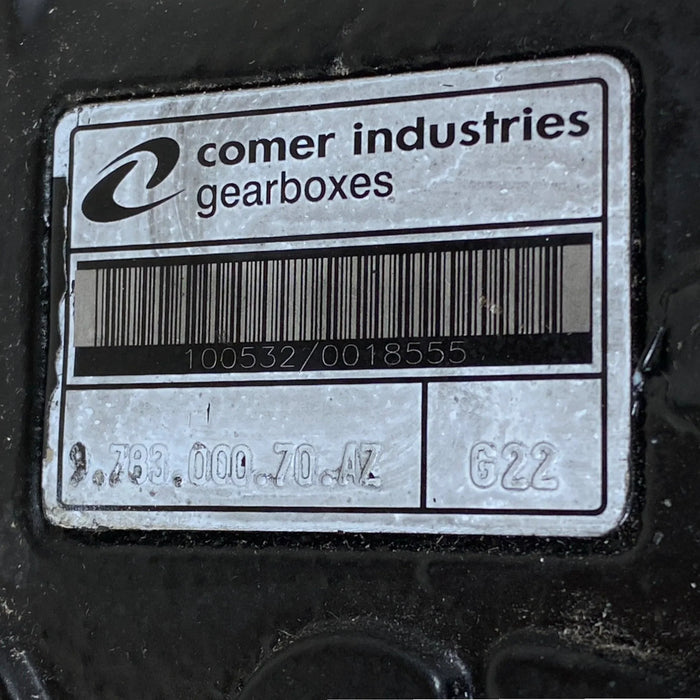 comer industries
gearboxes
100532/0018555
9.783.000.70.AZ
G22